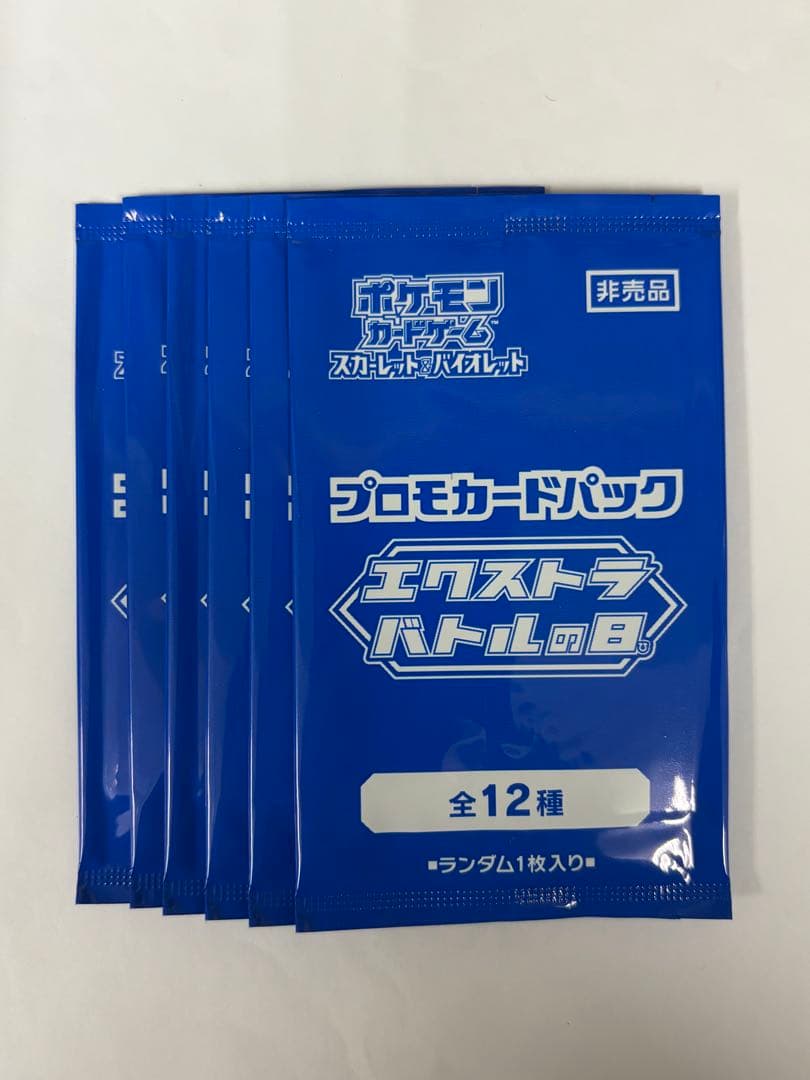 ポケモン
カードゲーム™
スカーレット&バイオレット
非売品
プロモカードパック
エクストラ
バトルの日
全12種
■ランダム1枚入り■